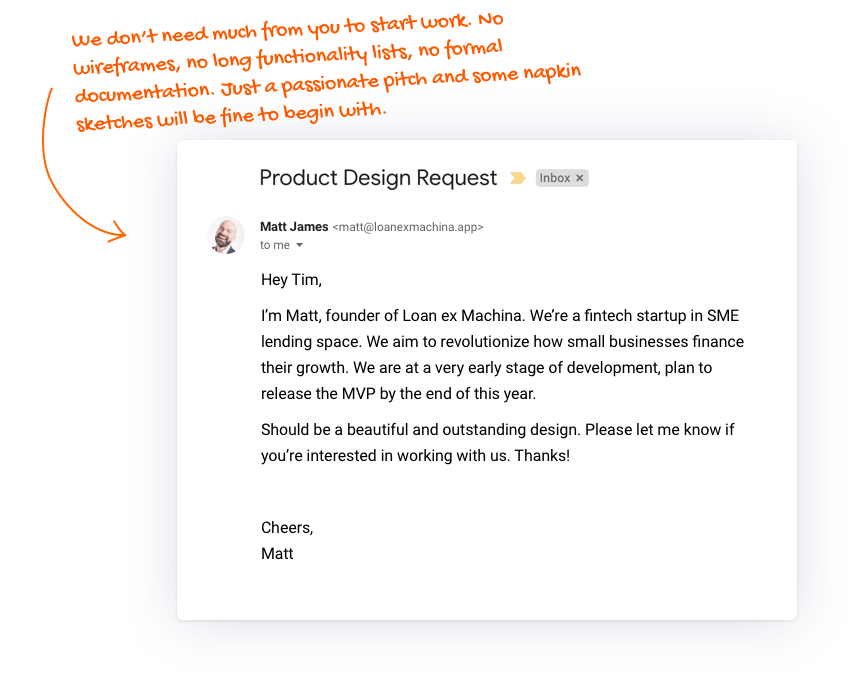 We don't need much from you to start work. No
wireframes, no long functionality lists, no formal
documentation. Just a passionate pitch and some napkin
sketches will be fine to begin with.
Product Design Request Inbox ×
Matt James <matt@loanexmachina.app>
to me
Hey Tim,
I'm Matt, founder of Loan ex Machina. We're a fintech startup in SME
lending space. We aim to revolutionize how small businesses finance
their growth. We are at a very early stage of development, plan to
release the MVP by the end of this year.
Should be a beautiful and outstanding design. Please let me know if
you're interested in working with us. Thanks!
Cheers,
Matt